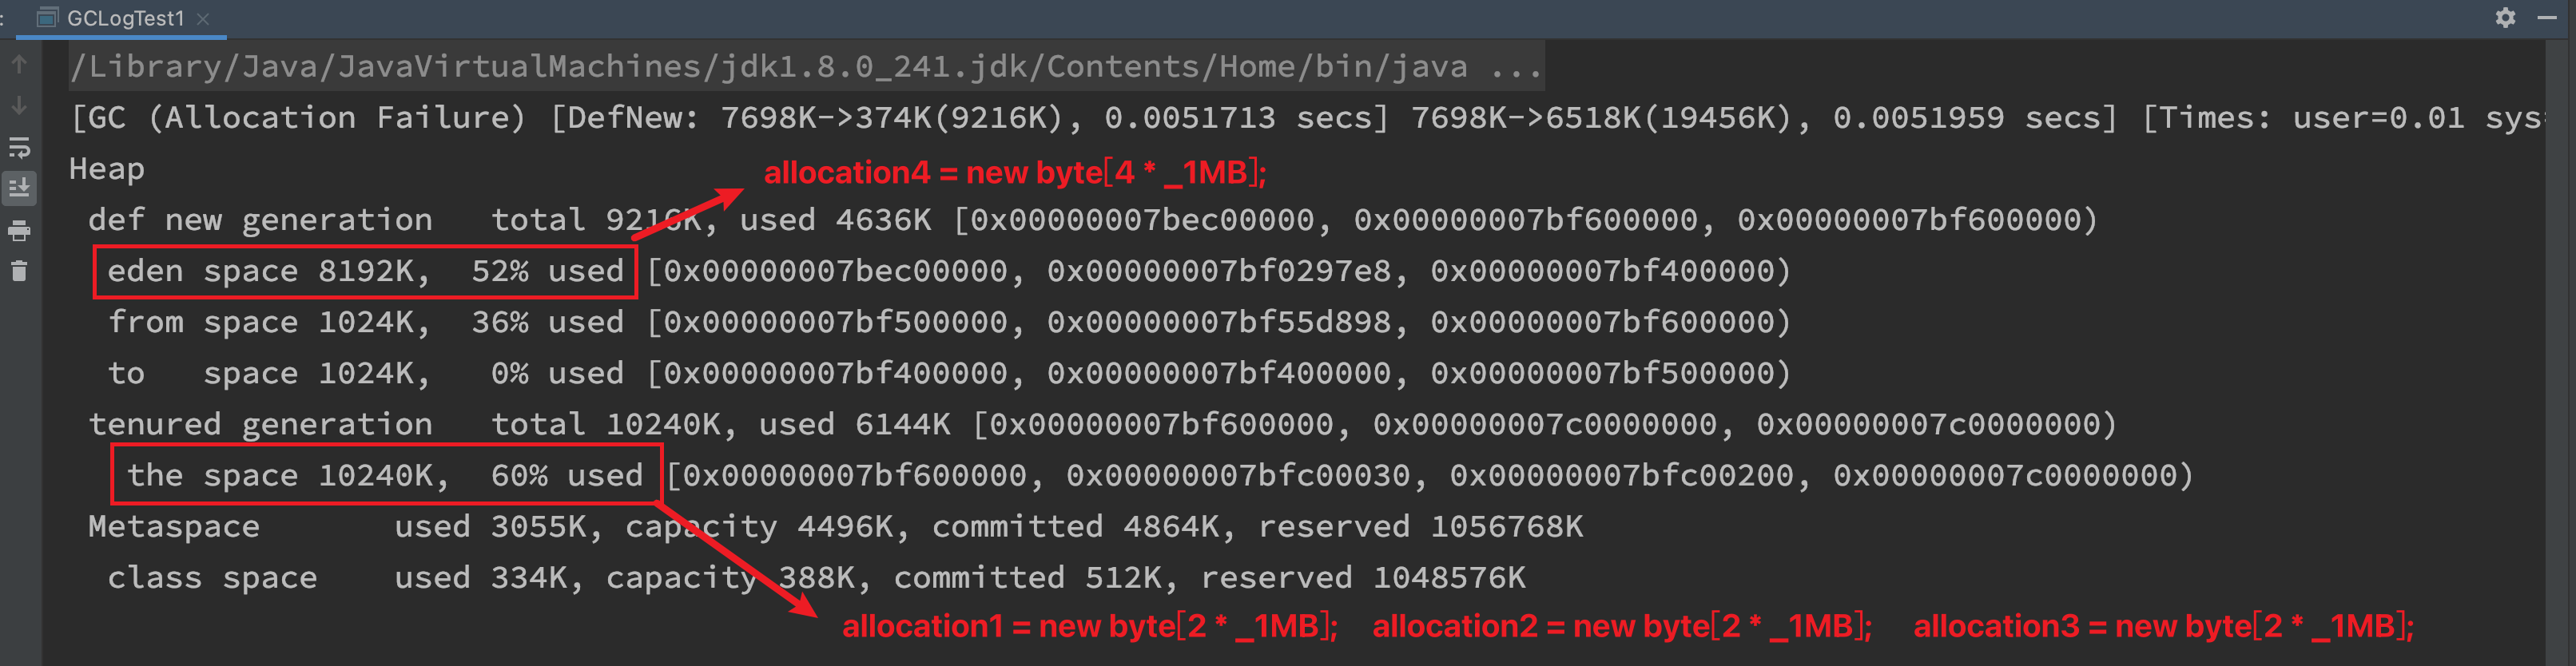 GCLogTest1
/Library/Java/JavaVirtualMachines/jdk1.8.0_241.jdk/Contents/Home/bin/java ...
[GC (Allocation Failure) [DefNew: 7698K->374K(9216K), 0.0051713 secs] 7698K->6518K(19456K), 0.0051959 secs] [Times: user=0.01 sys=
Heap
allocation4 = new byte[4 * _1MB];
def new generation   total 9216K, used 4636K [0x00000007bec00000, 0x00000007bf600000, 0x00000007bf600000)
eden space 8192K,  52% used [0x00000007bec00000, 0x00000007bf0297e8, 0x00000007bf400000)
from space 1024K,  36% used [0x00000007bf500000, 0x00000007bf55d898, 0x00000007bf600000)
to   space 1024K,   0% used [0x00000007bf400000, 0x00000007bf400000, 0x00000007bf500000)
tenured generation   total 10240K, used 6144K [0x00000007bf600000, 0x00000007c0000000, 0x00000007c0000000)
the space 10240K,  60% used [0x00000007bf600000, 0x00000007bfc00030, 0x00000007bfc00200, 0x00000007c0000000)
Metaspace       used 3055K, capacity 4496K, committed 4864K, reserved 1056768K
class space    used 334K, capacity 388K, committed 512K, reserved 1048576K
allocation1 = new byte[2 * _1MB];   allocation2 = new byte[2 * _1MB];   allocation3 = new byte[2 * _1MB];